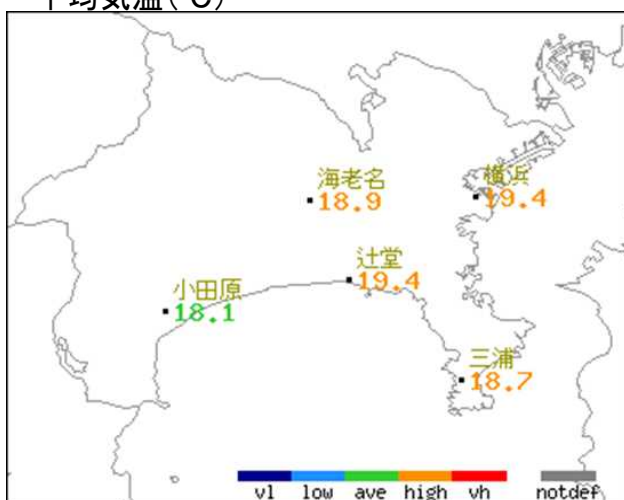 平均気温(℃)
海老名
18.9
横浜
19.4
辻堂
19.4
小田原
18.1
三浦
18.7
vl low ave high vh notdef